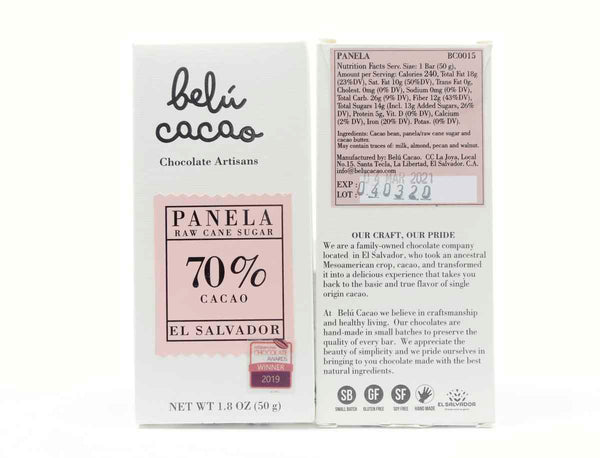 belú
cacao
Chocolate Artisans
PANELA
RAW CANE SUGAR
70%
CACAO
EL SALVADOR
CHOCOLATE
AWARDS
WINNER
2019
NET WT 1.8 OZ (50 g)
PANELA BC0015
Nutrition Facts Serv. Size: 1 Bar (50 g),
Amount per Serving: Calories 240, Total Fat 18g
(23%DV), Sat. Fat 10g (50%DV), Trans Fat 0g,
Cholest. 0mg (0% DV), Sodium 0mg (0% DV),
Total Carb. 26g (9% DV), Fiber 12g (43%DV),
Total Sugars 14g (Incl. 13g Added Sugars, 26%
DV), Protein 5g, Vit. D (0% DV), Calcium
(2% DV), Iron (20% DV), Potas. (0% DV).
Ingredients: Cacao bean, panela/raw cane sugar and
cacao butter.
May contain traces of: milk, almond, pecan and walnut.
Manufactured by: Belú Cacao. CC La Joya, Local
No.15. Santa Tecla, La Libertad, El Salvador. C.A.
info@belucacao.com
EXP: 04 MAR 2021
LOT: 040320
OUR CRAFT, OUR PRIDE
We are a family-owned chocolate company
located in El Salvador, who took an ancestral
Mesoamerican crop, cacao, and transformed
it into a delicious experience that takes you
back to the basic and true flavor of single
origin cacao.
At Belú Cacao we believe in craftsmanship
and healthy living. Our chocolates are
hand-made in small batches to preserve the
quality of every bar. We appreciate the
beauty of simplicity and we pride ourselves in
bringing to you chocolate made with the best
natural ingredients.
SB GF SF
SMALL BATCH GLUTEN FREE SOY FREE HAND MADE EL SALVADOR